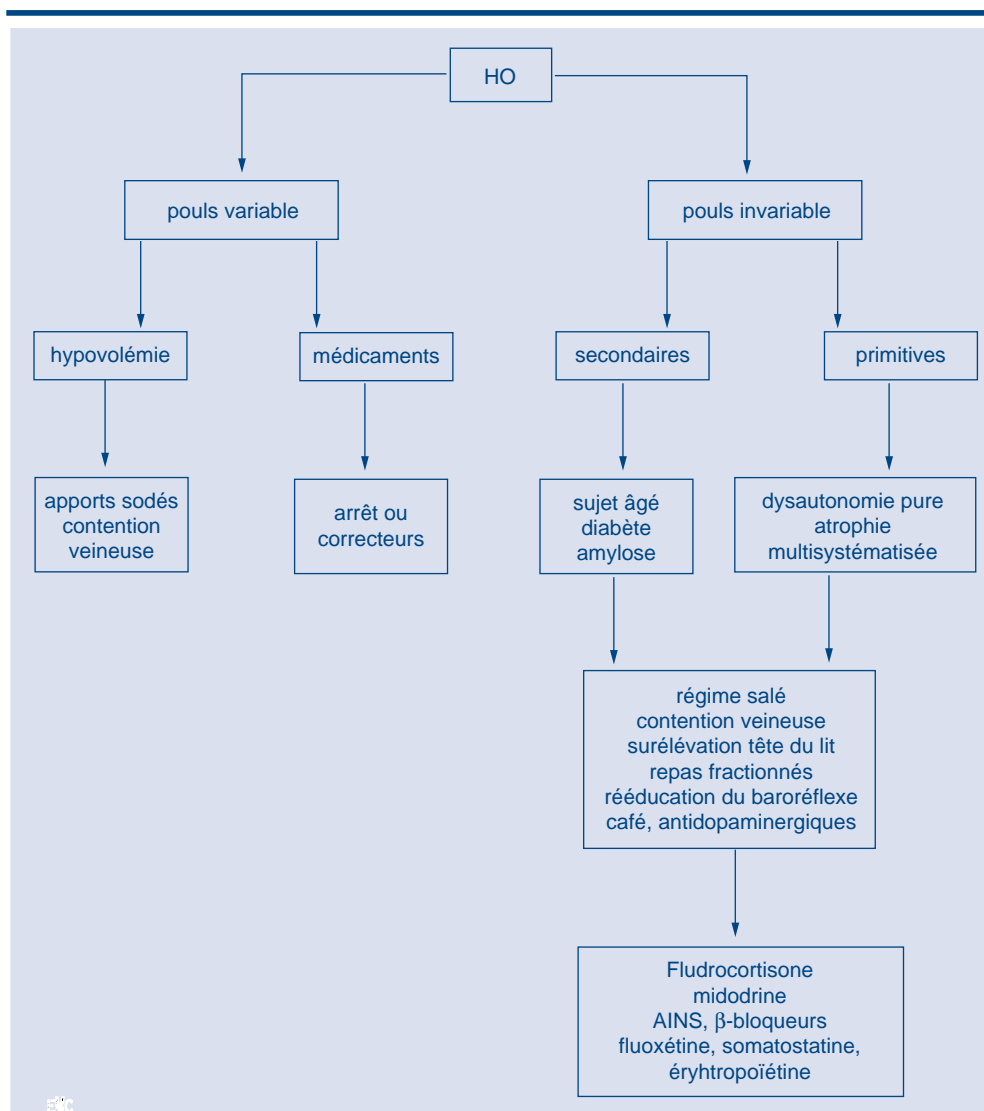 HO
pouls variable
pouls invariable
hypovolémie
médicaments
secondaires
primitives
apports sodés
contention
veineuse
arrêt ou
correcteurs
sujet âgé
diabète
amylose
dysautonomie pure
atrophie
multisystématisée
régime salé
contention veineuse
surélévation tête du lit
repas fractionnés
rééducation du baroréflexe
café, antidopaminergiques
Fludrocortisone
midodrine
AINS, β-bloqueurs
fluoxétine, somatostatine,
éryhtropoïétine